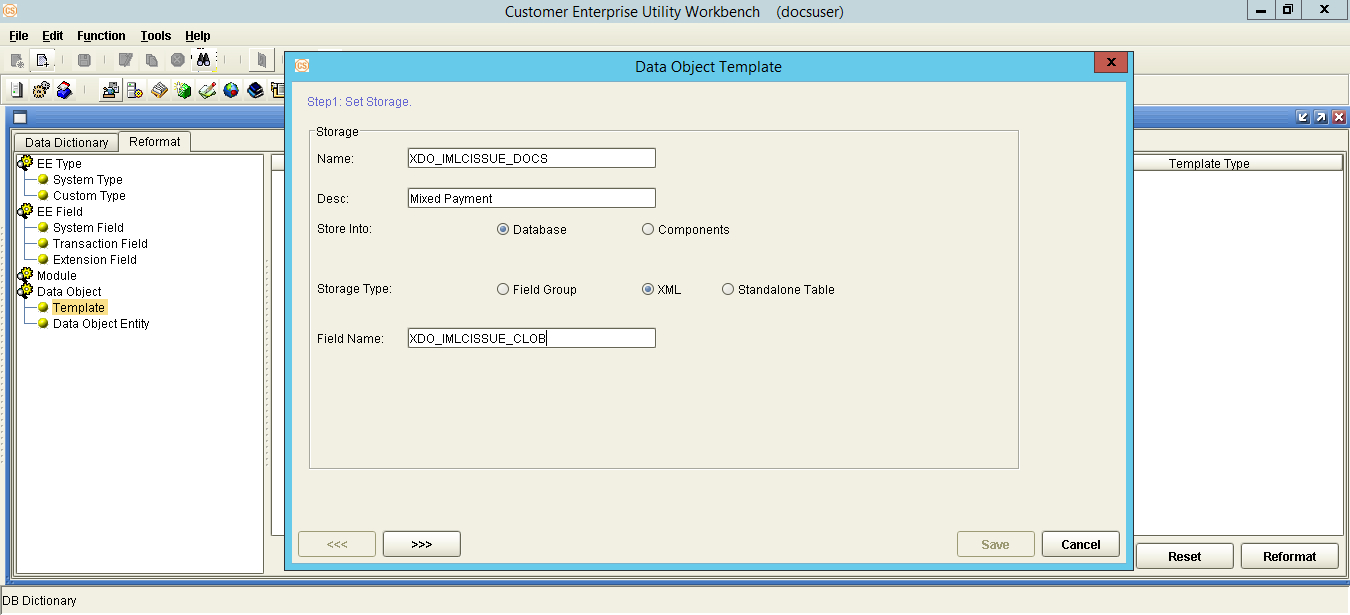 Customer Enterprise Utility Workbench (docsuser)
File Edit Function Tools Help
Data Object Template
Step1: Set Storage.
Storage
Name: XDO_IMLCISSUE_DOCS
Desc: Mixed Payment
Store Into: Database Components
Storage Type: Field Group XML Standalone Table
Field Name: XDO_IMLCISSUE_CLOB
<<< >>> Save Cancel
Data Dictionary Reformat
EE Type
System Type
Custom Type
EE Field
System Field
Transaction Field
Extension Field
Module
Data Object
Template
Data Object Entity
Template Type
Reset Reformat
DB Dictionary